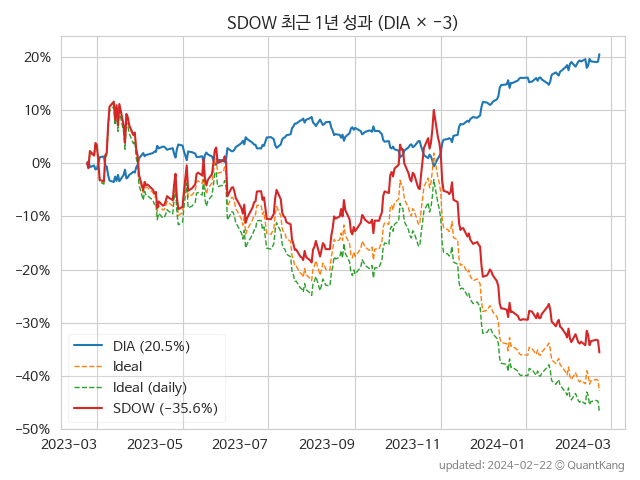 SDOW 최근 1년 성과 (DIA × −3)
20%
10%
0%
−10%
−20%
−30%
−40%
−50%
DIA (20.5%)
Ideal
Ideal (daily)
SDOW (−35.6%)
2023-03 2023-05 2023-07 2023-09 2023-11 2024-01 2024-03
updated: 2024-02-22 © QuantKang